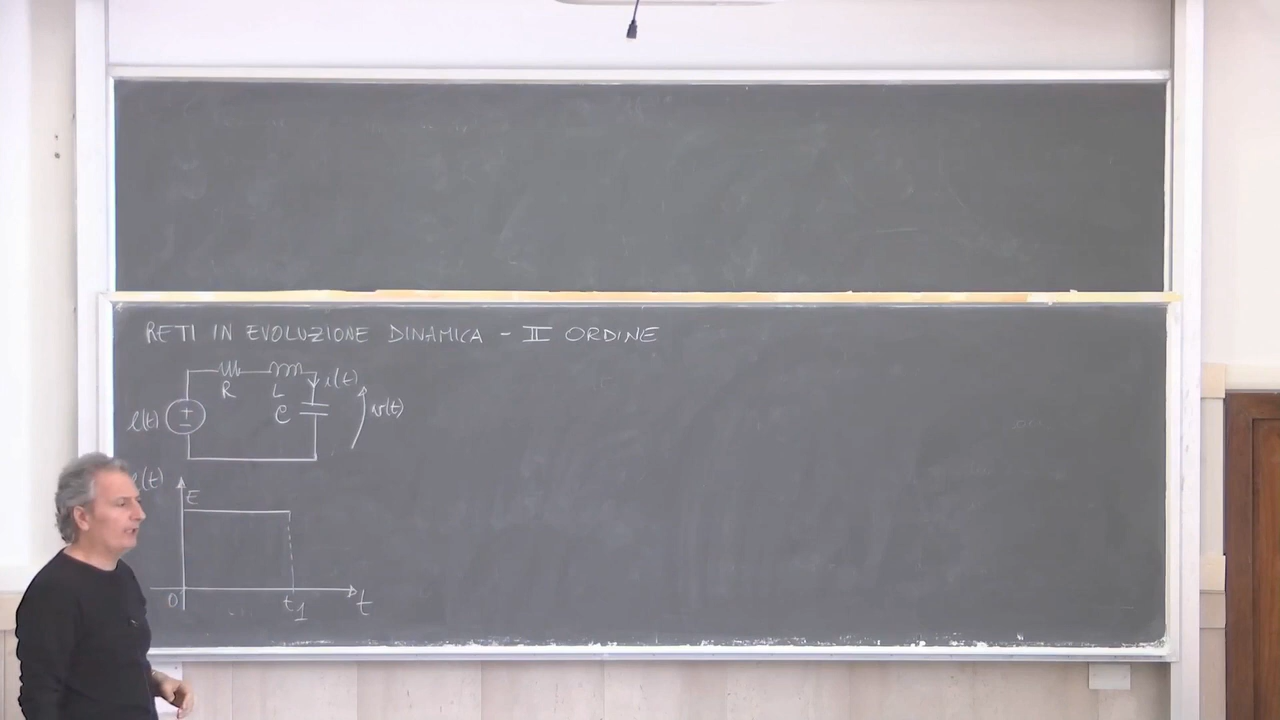 RETI IN EVOLUZIONE DINAMICA - II ORDINE
R L i(t)
e(t) + - C v(t)
e(t)
E
0 ... t1 t